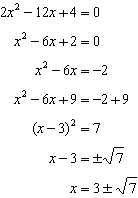 2x² − 12x + 4 = 0
x² − 6x + 2 = 0
x² − 6x = −2
x² − 6x + 9 = −2 + 9
(x − 3)² = 7
x − 3 = ±√7
x = 3 ± √7